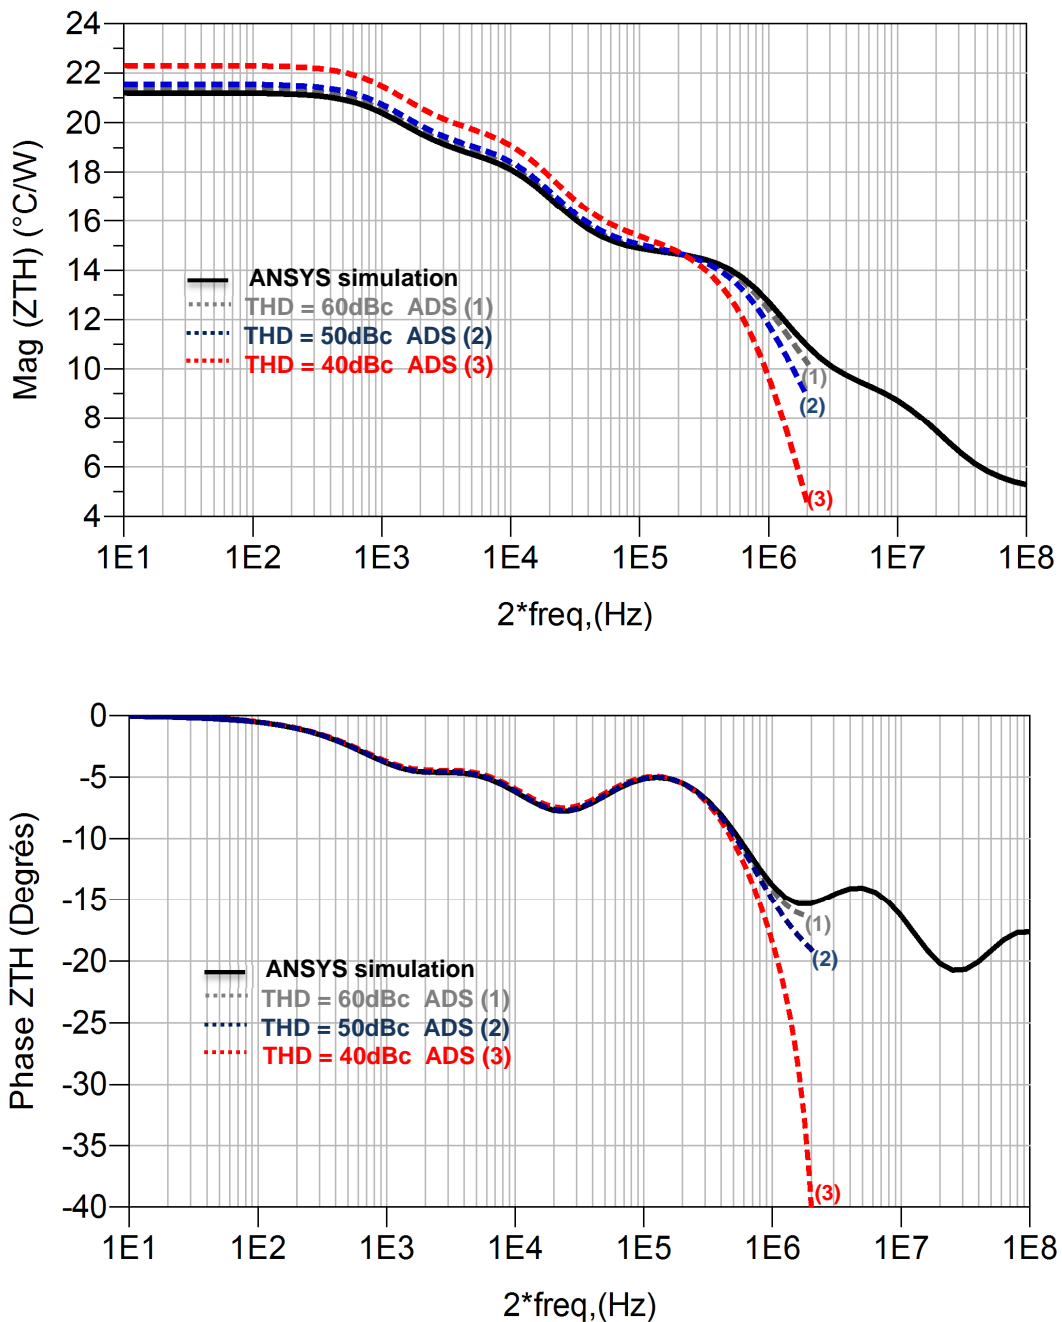 24
22
20
18
16
14
12
10
8
6
4
Mag (ZTH) (°C/W)
ANSYS simulation
THD = 60dBc ADS (1)
THD = 50dBc ADS (2)
THD = 40dBc ADS (3)
(1)
(2)
(3)
1E1 1E2 1E3 1E4 1E5 1E6 1E7 1E8
2*freq,(Hz)
0
-5
-10
-15
-20
-25
-30
-35
-40
Phase ZTH (Degrés)
(1)
(2)
ANSYS simulation
THD = 60dBc ADS (1)
THD = 50dBc ADS (2)
THD = 40dBc ADS (3)
(3)
1E1 1E2 1E3 1E4 1E5 1E6 1E7 1E8
2*freq,(Hz)